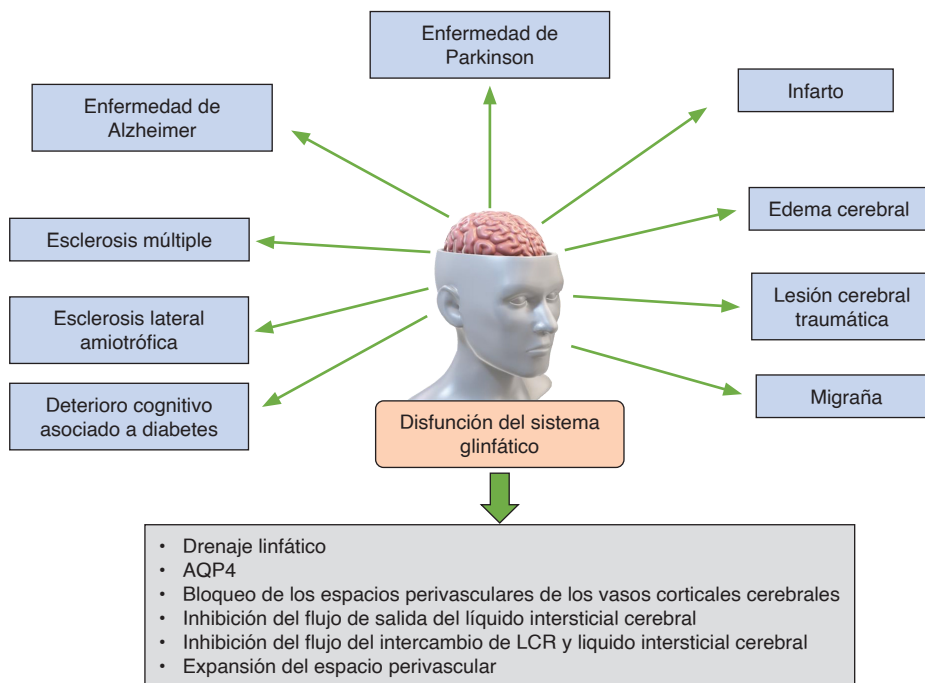 Enfermedad de
Parkinson
Infarto
Enfermedad de
Alzheimer
Edema cerebral
Esclerosis múltiple
Lesión cerebral
traumática
Esclerosis lateral
amiotrófica
Migraña
Deterioro cognitivo
asociado a diabetes
Disfunción del sistema
glinfático
• Drenaje linfático
• AQP4
• Bloqueo de los espacios perivasculares de los vasos corticales cerebrales
• Inhibición del flujo de salida del líquido intersticial cerebral
• Inhibición del flujo del intercambio de LCR y liquido intersticial cerebral
• Expansión del espacio perivascular